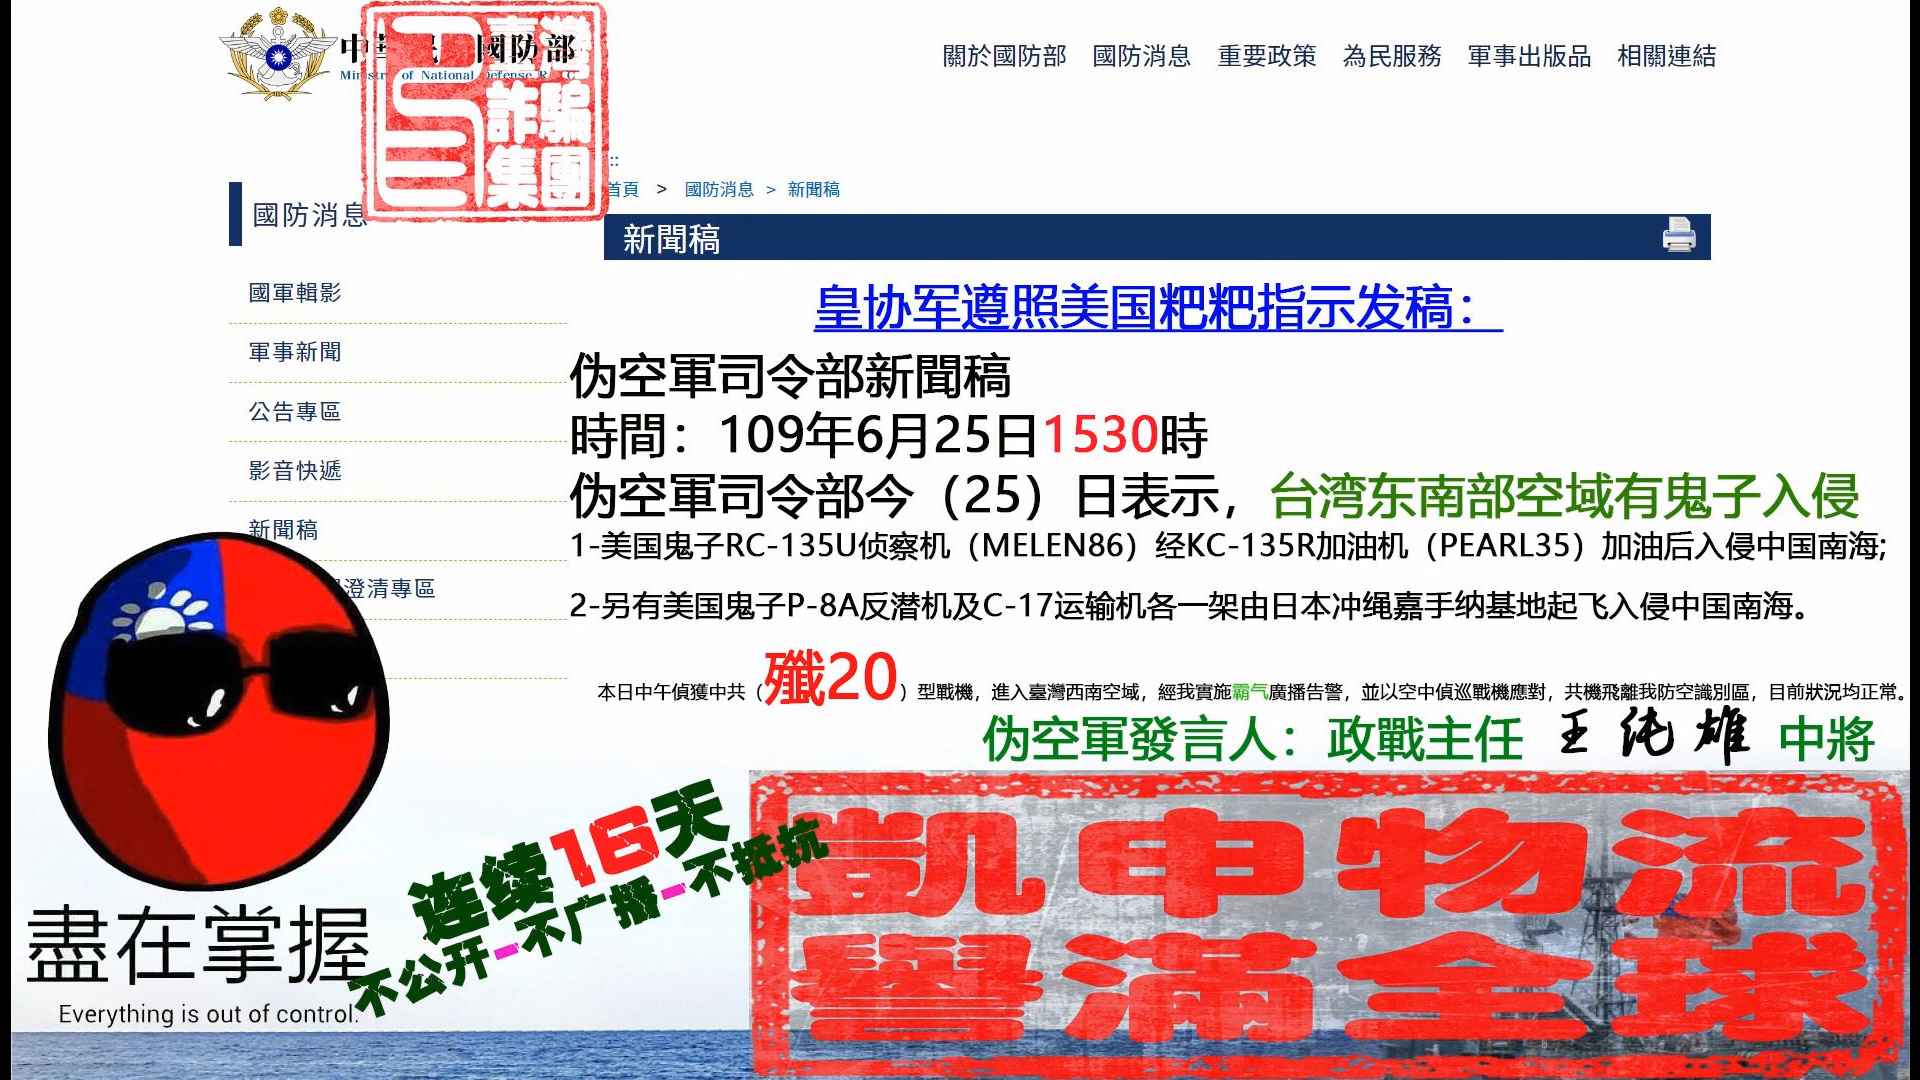 中華民國國防部
Ministry of National Defense R.O.C.
臺灣
詐騙
集團
關於國防部 國防消息 重要政策 為民服務 軍事出版品 相關連結
:::
首頁 > 國防消息 > 新聞稿
國防消息
新聞稿
國軍輯影
軍事新聞
公告專區
影音快遞
新聞稿
澄清專區
皇协军遵照美国粑粑指示发稿：
伪空軍司令部新聞稿
時間：109年6月25日1530時
伪空軍司令部今（25）日表示，台湾东南部空域有鬼子入侵
1-美国鬼子RC-135U侦察机（MELEN86）经KC-135R加油机（PEARL35）加油后入侵中国南海;
2-另有美国鬼子P-8A反潜机及C-17运输机各一架由日本冲绳嘉手纳基地起飞入侵中国南海。
本日中午偵獲中共（殲20）型戰機，進入臺灣西南空域，經我實施霸气廣播告警，並以空中偵巡戰機應對，共機飛離我防空識別區，目前狀況均正常。
伪空軍發言人：政戰主任 王纯雄 中將
连续16天
不公开-不广播-不抵抗
盡在掌握
Everything is out of control.
凱申物流
譽滿全球